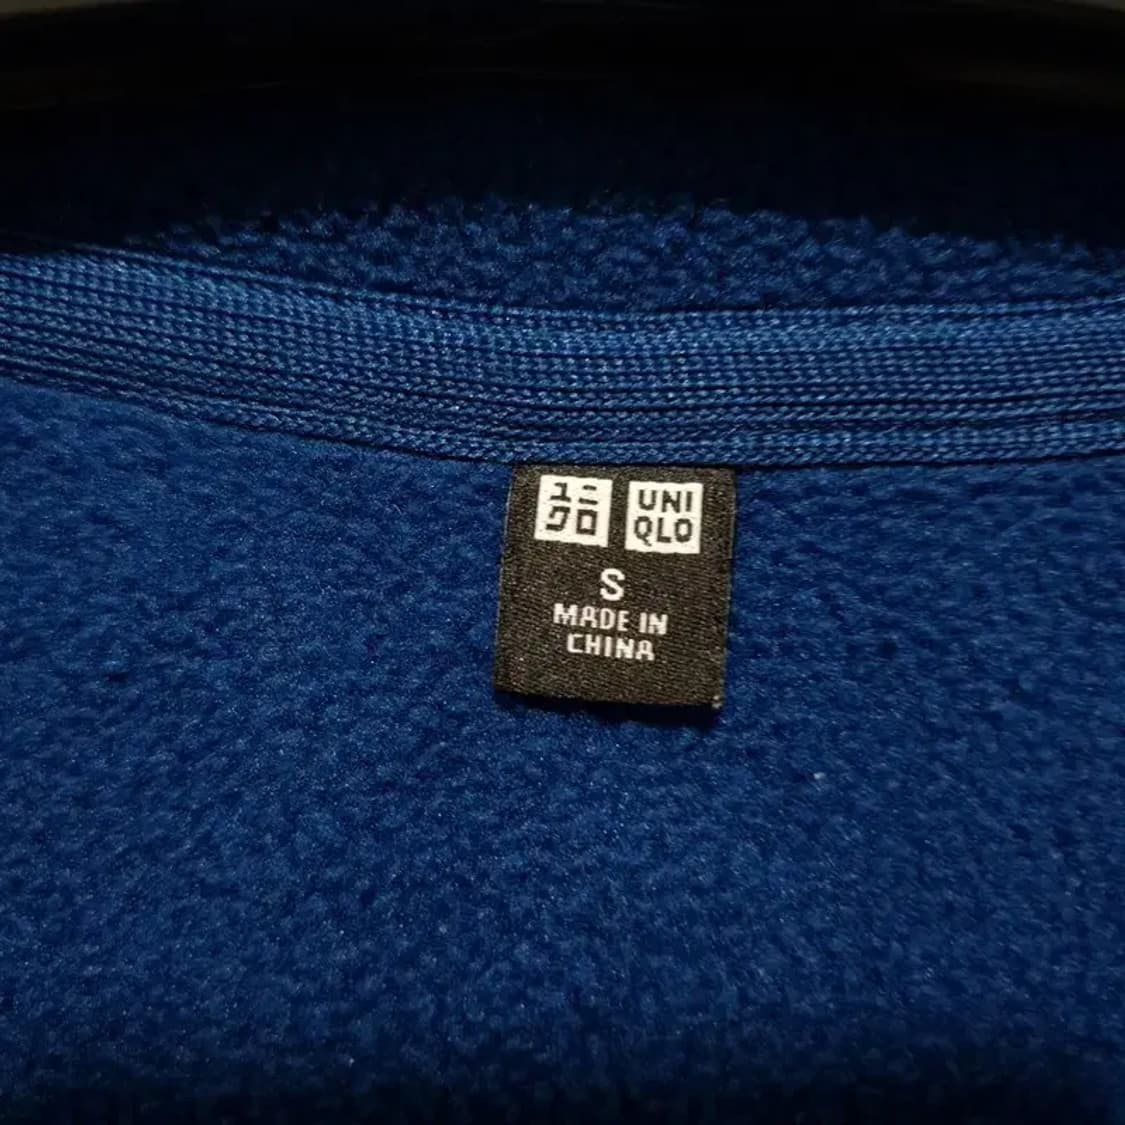 ユニ UNI
クロ QLO
S
MADE IN
CHINA